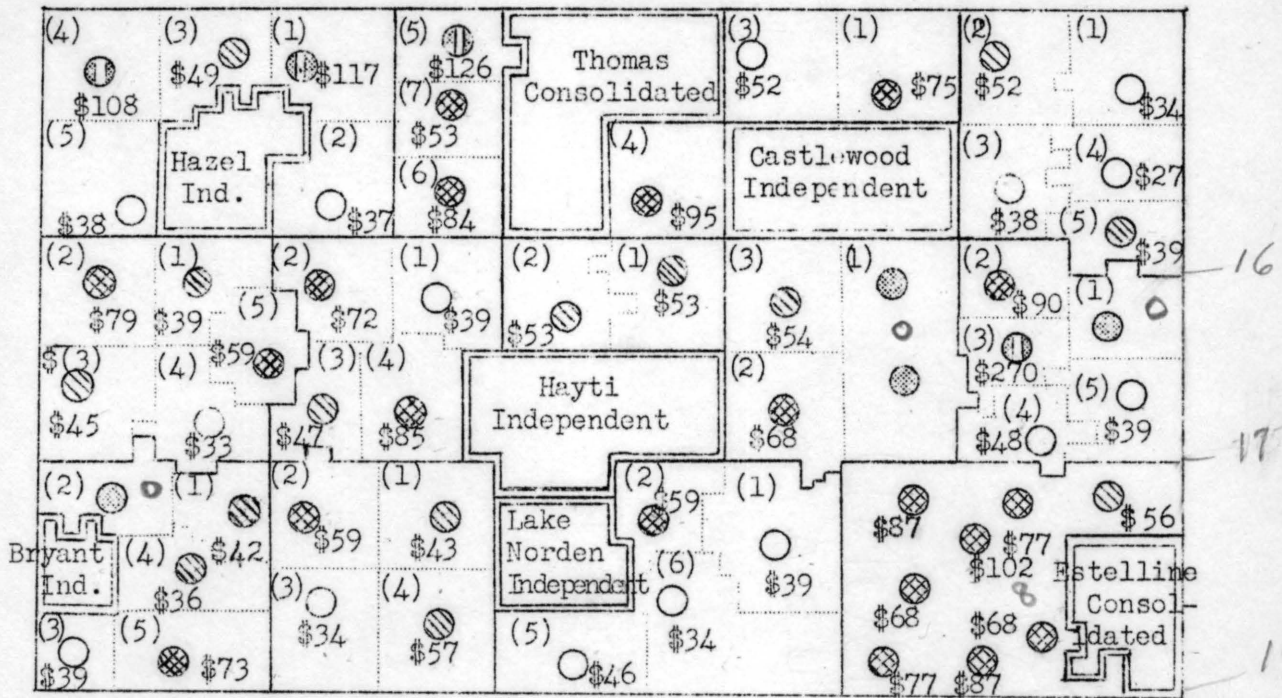 (4) (3) (1) (5) (3) (1) (2) (1)
$49 $117 $126 Thomas $52 $75 $52
$108 (7) Consolidated $34
(5) $53 (2) (4) (3) (4)
Hazel Castlewood $27
Ind. (6) Independent
$38 $37 $84 $95 $38 (5)
$39
(2) (1) (2) (1) (2) (1) (3) (1) (2) 16
(5) (1)
$79 $39 $72 $39 $53 $53 $54 $90 0
$59 0 (3)
$ (3) (4) (3) (4) Hayti (2) $270 (5)
Independent (4)
$45 $33 $85 $68 $48 $39
17
(2) 0 (1) (2) (1) (2) $59 (1)
Lake $87 $56
Bryant $42 $59 $43 Norden $77
Ind. (4) Independent (6) $39 $102 Estelline
$36 (3) (4) 8 Consol-
$34 $34 $68 $68 idated
(3) (5) $57 (5)
$39 $73 $46 $77 $87